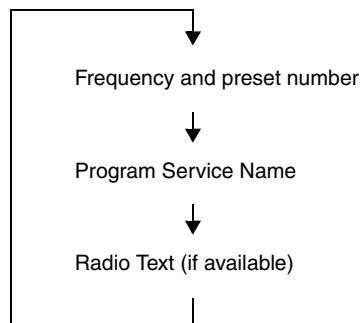 Frequency and preset number
Program Service Name
Radio Text (if available)